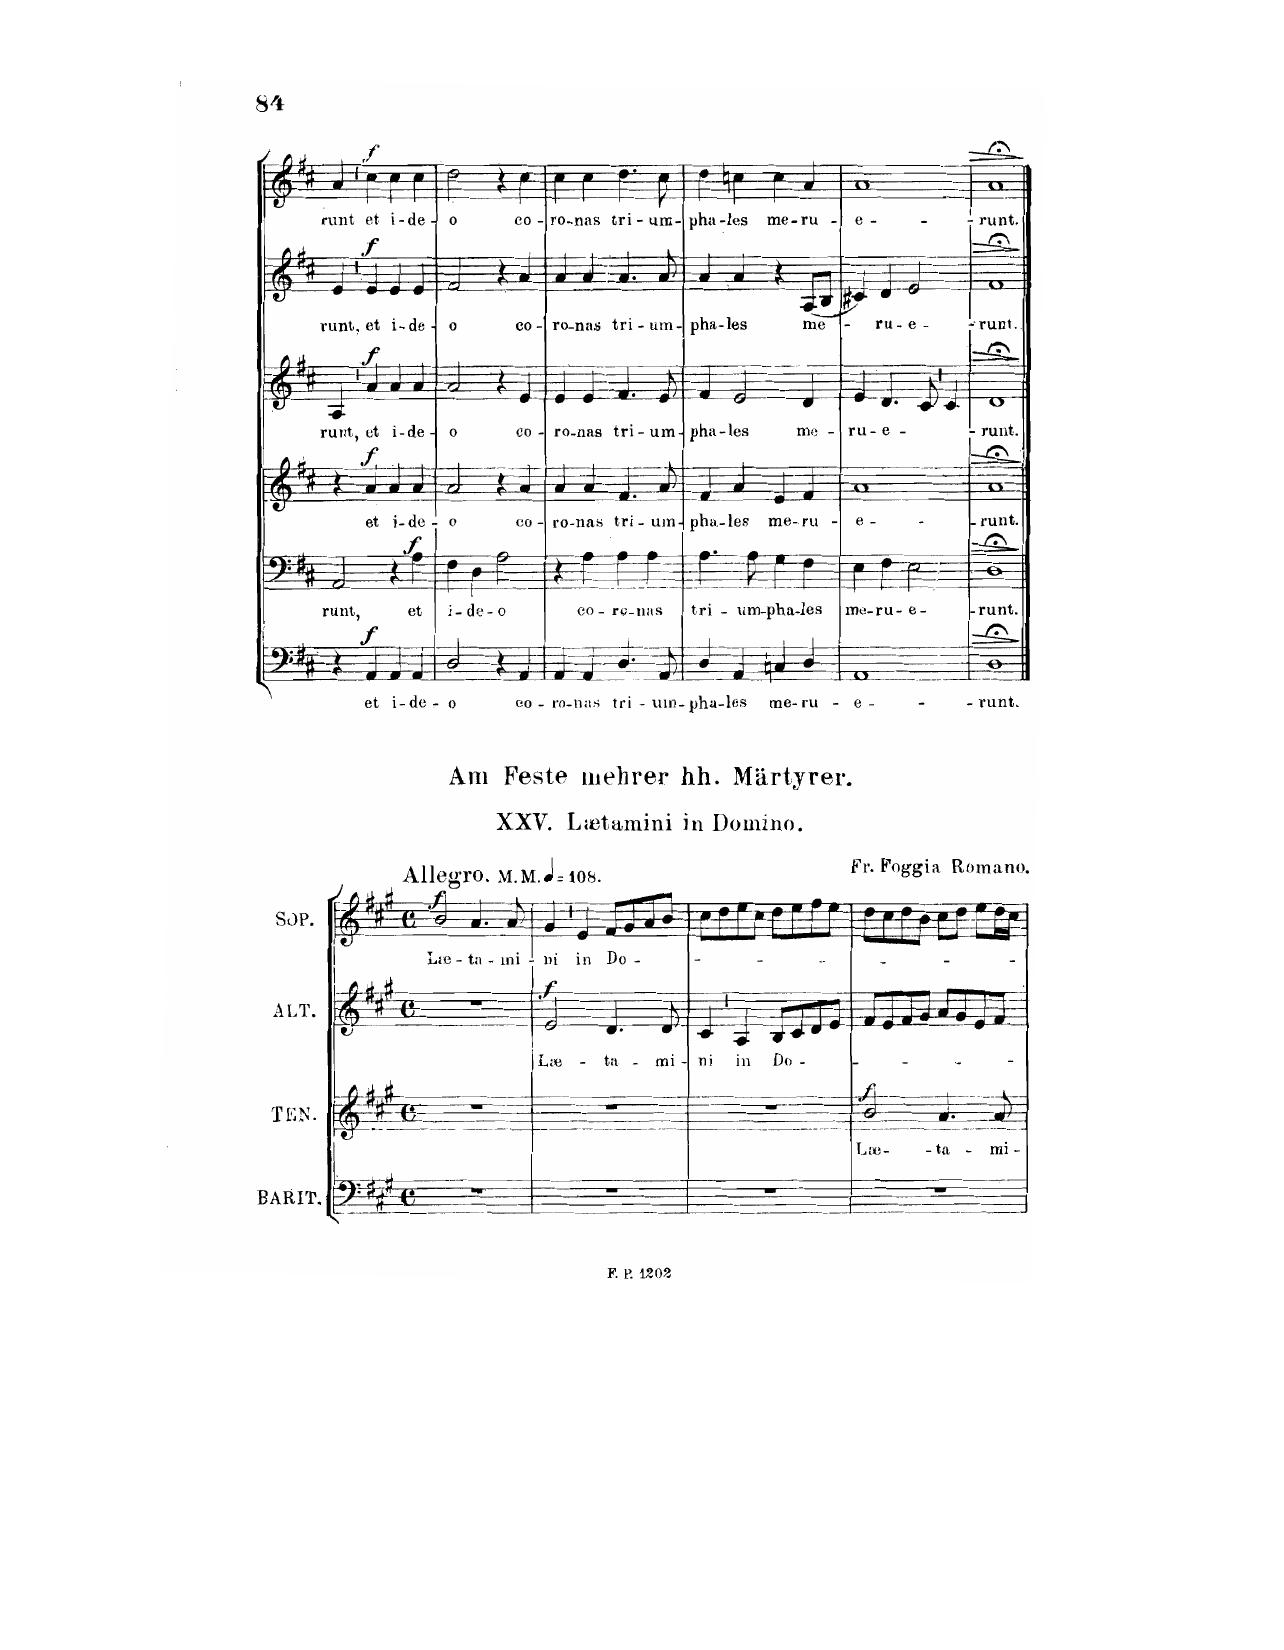 84
f
runt et i-de-o co-ro-nas tri-um-pha-les me-ru-e-runt.
f
runt, et i-de-o co-ro-nas tri-um-pha-les me-ru-e-runt.
f
runt, et i-de-o co-ro-nas tri-um-pha-les me-ru-e-runt.
f
et i-de-o co-ro-nas tri-um-pha-les me-ru-e-runt.
f
runt, et i-de-o co-ro-nas tri-um-pha-les me-ru-e-runt.
f
et i-de-o co-ro-nas tri-um-pha-les me-ru-e-runt.
Am Feste mehrer hh. Märtyrer.
XXV. Lætamini in Domino.
Fr. Foggia Romano.
Allegro. M.M. ♩= 108.
f
SOP.
Læ-ta-mi-ni in Do-
f
ALT.
Læ-ta-mi-ni in Do-
f
TEN.
Læ-ta-mi-
BARIT.
F. P. 1202